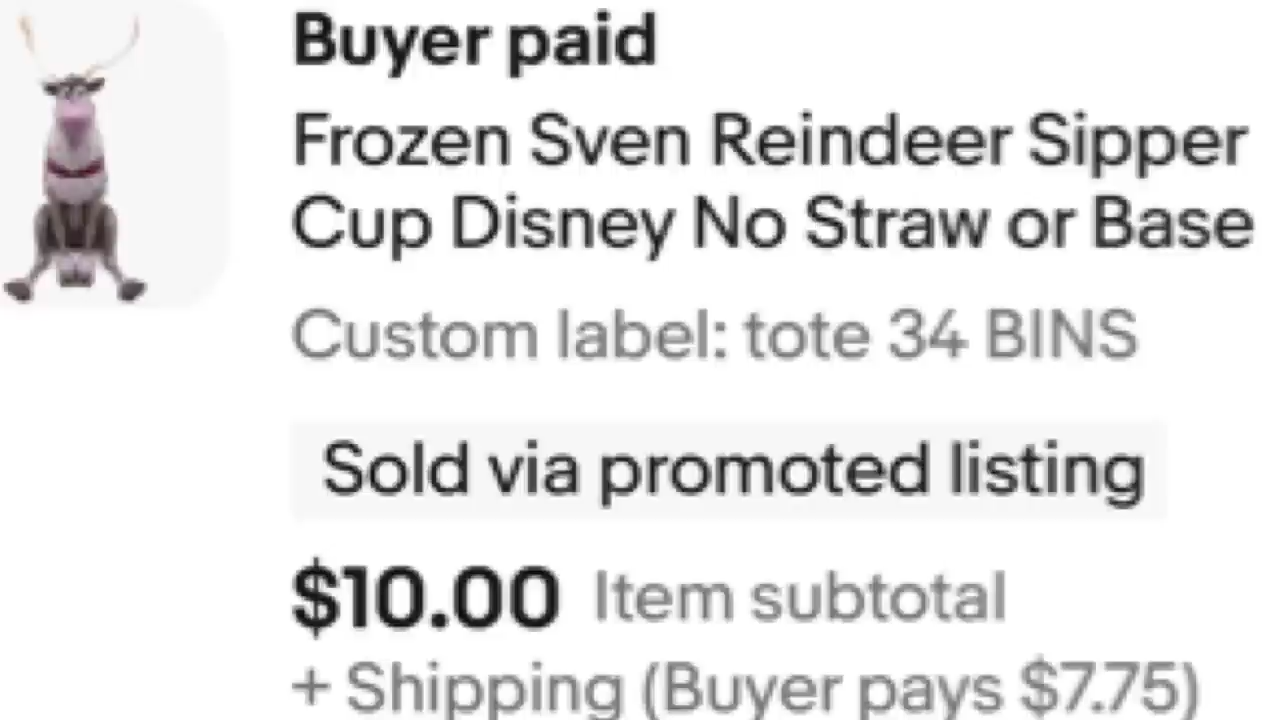 Buyer paid
Frozen Sven Reindeer Sipper
Cup Disney No Straw or Base
Custom label: tote 34 BINS
Sold via promoted listing
$10.00 Item subtotal
+ Shipping (Buyer pays $7.75)